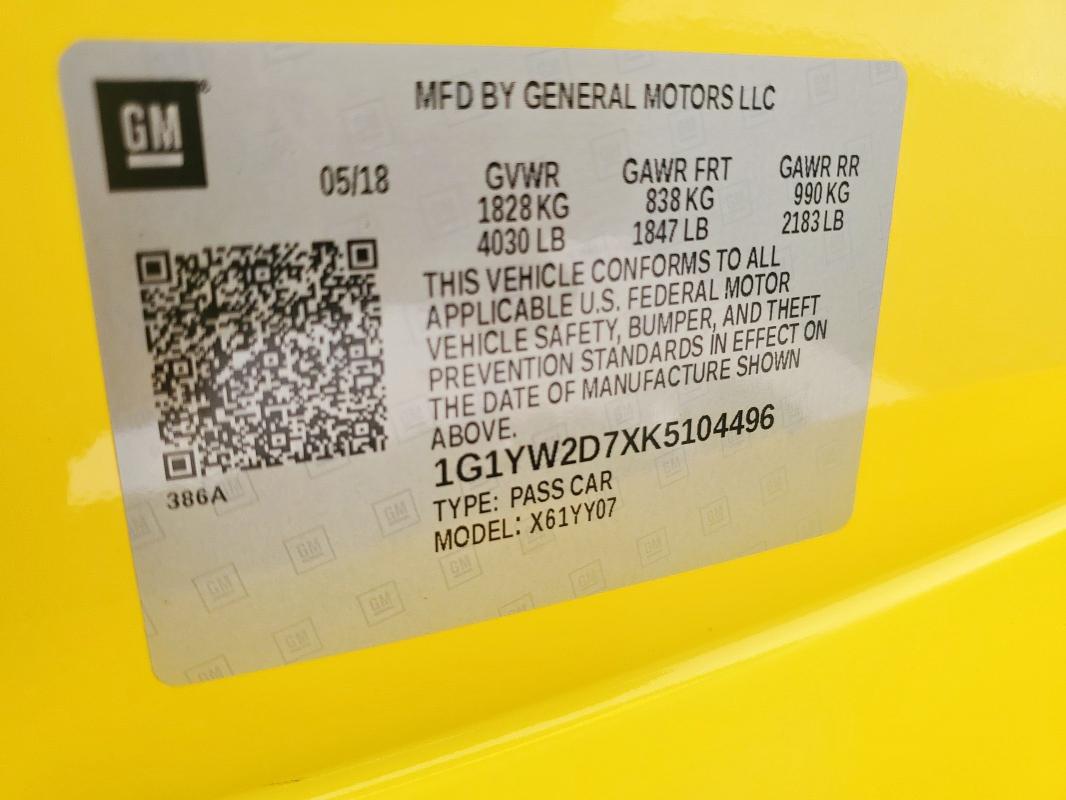 GM®
MFD BY GENERAL MOTORS LLC
05/18 GVWR GAWR FRT GAWR RR
1828 KG 838 KG 990 KG
4030 LB 1847 LB 2183 LB
THIS VEHICLE CONFORMS TO ALL
APPLICABLE U.S. FEDERAL MOTOR
VEHICLE SAFETY, BUMPER, AND THEFT
PREVENTION STANDARDS IN EFFECT ON
THE DATE OF MANUFACTURE SHOWN
ABOVE.
1G1YW2D7XK5104496
386A
TYPE: PASS CAR
MODEL: X61YY07